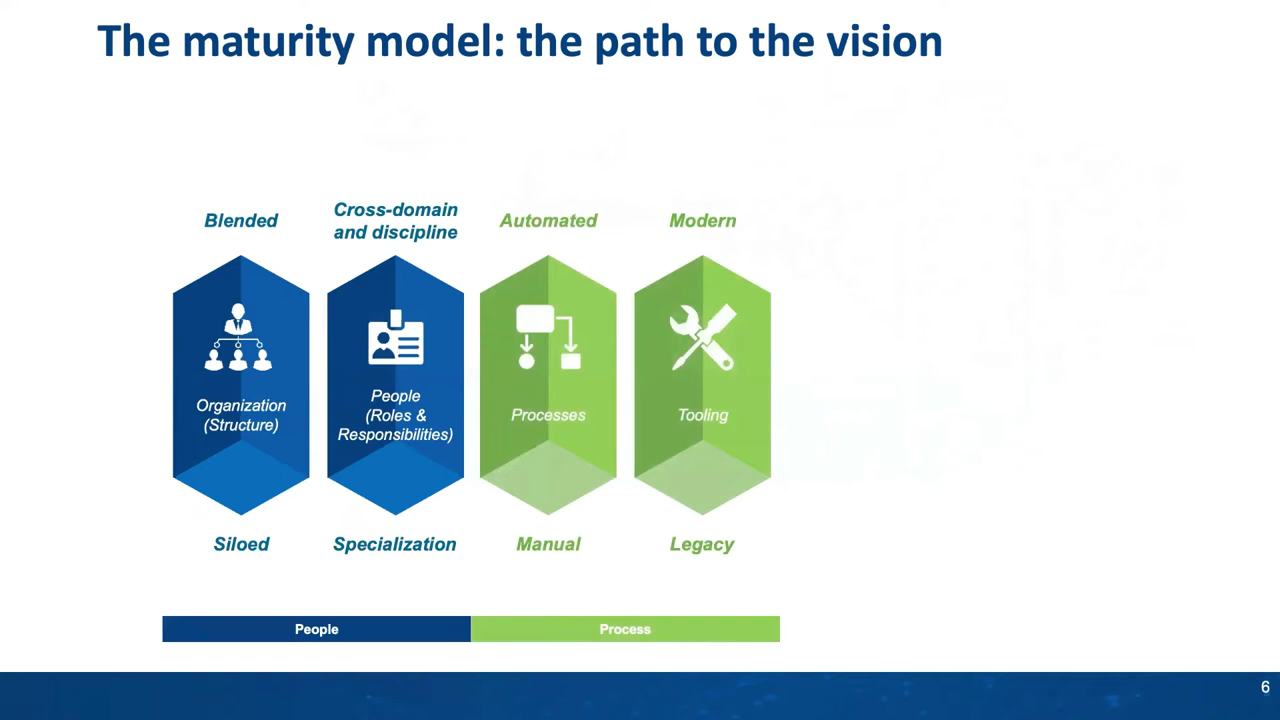 The maturity model: the path to the vision
Blended
Cross-domain
and discipline
Automated
Modern
Organization
(Structure)
People
(Roles &
Responsibilities)
Processes
Tooling
Siloed
Specialization
Manual
Legacy
People
Process
6